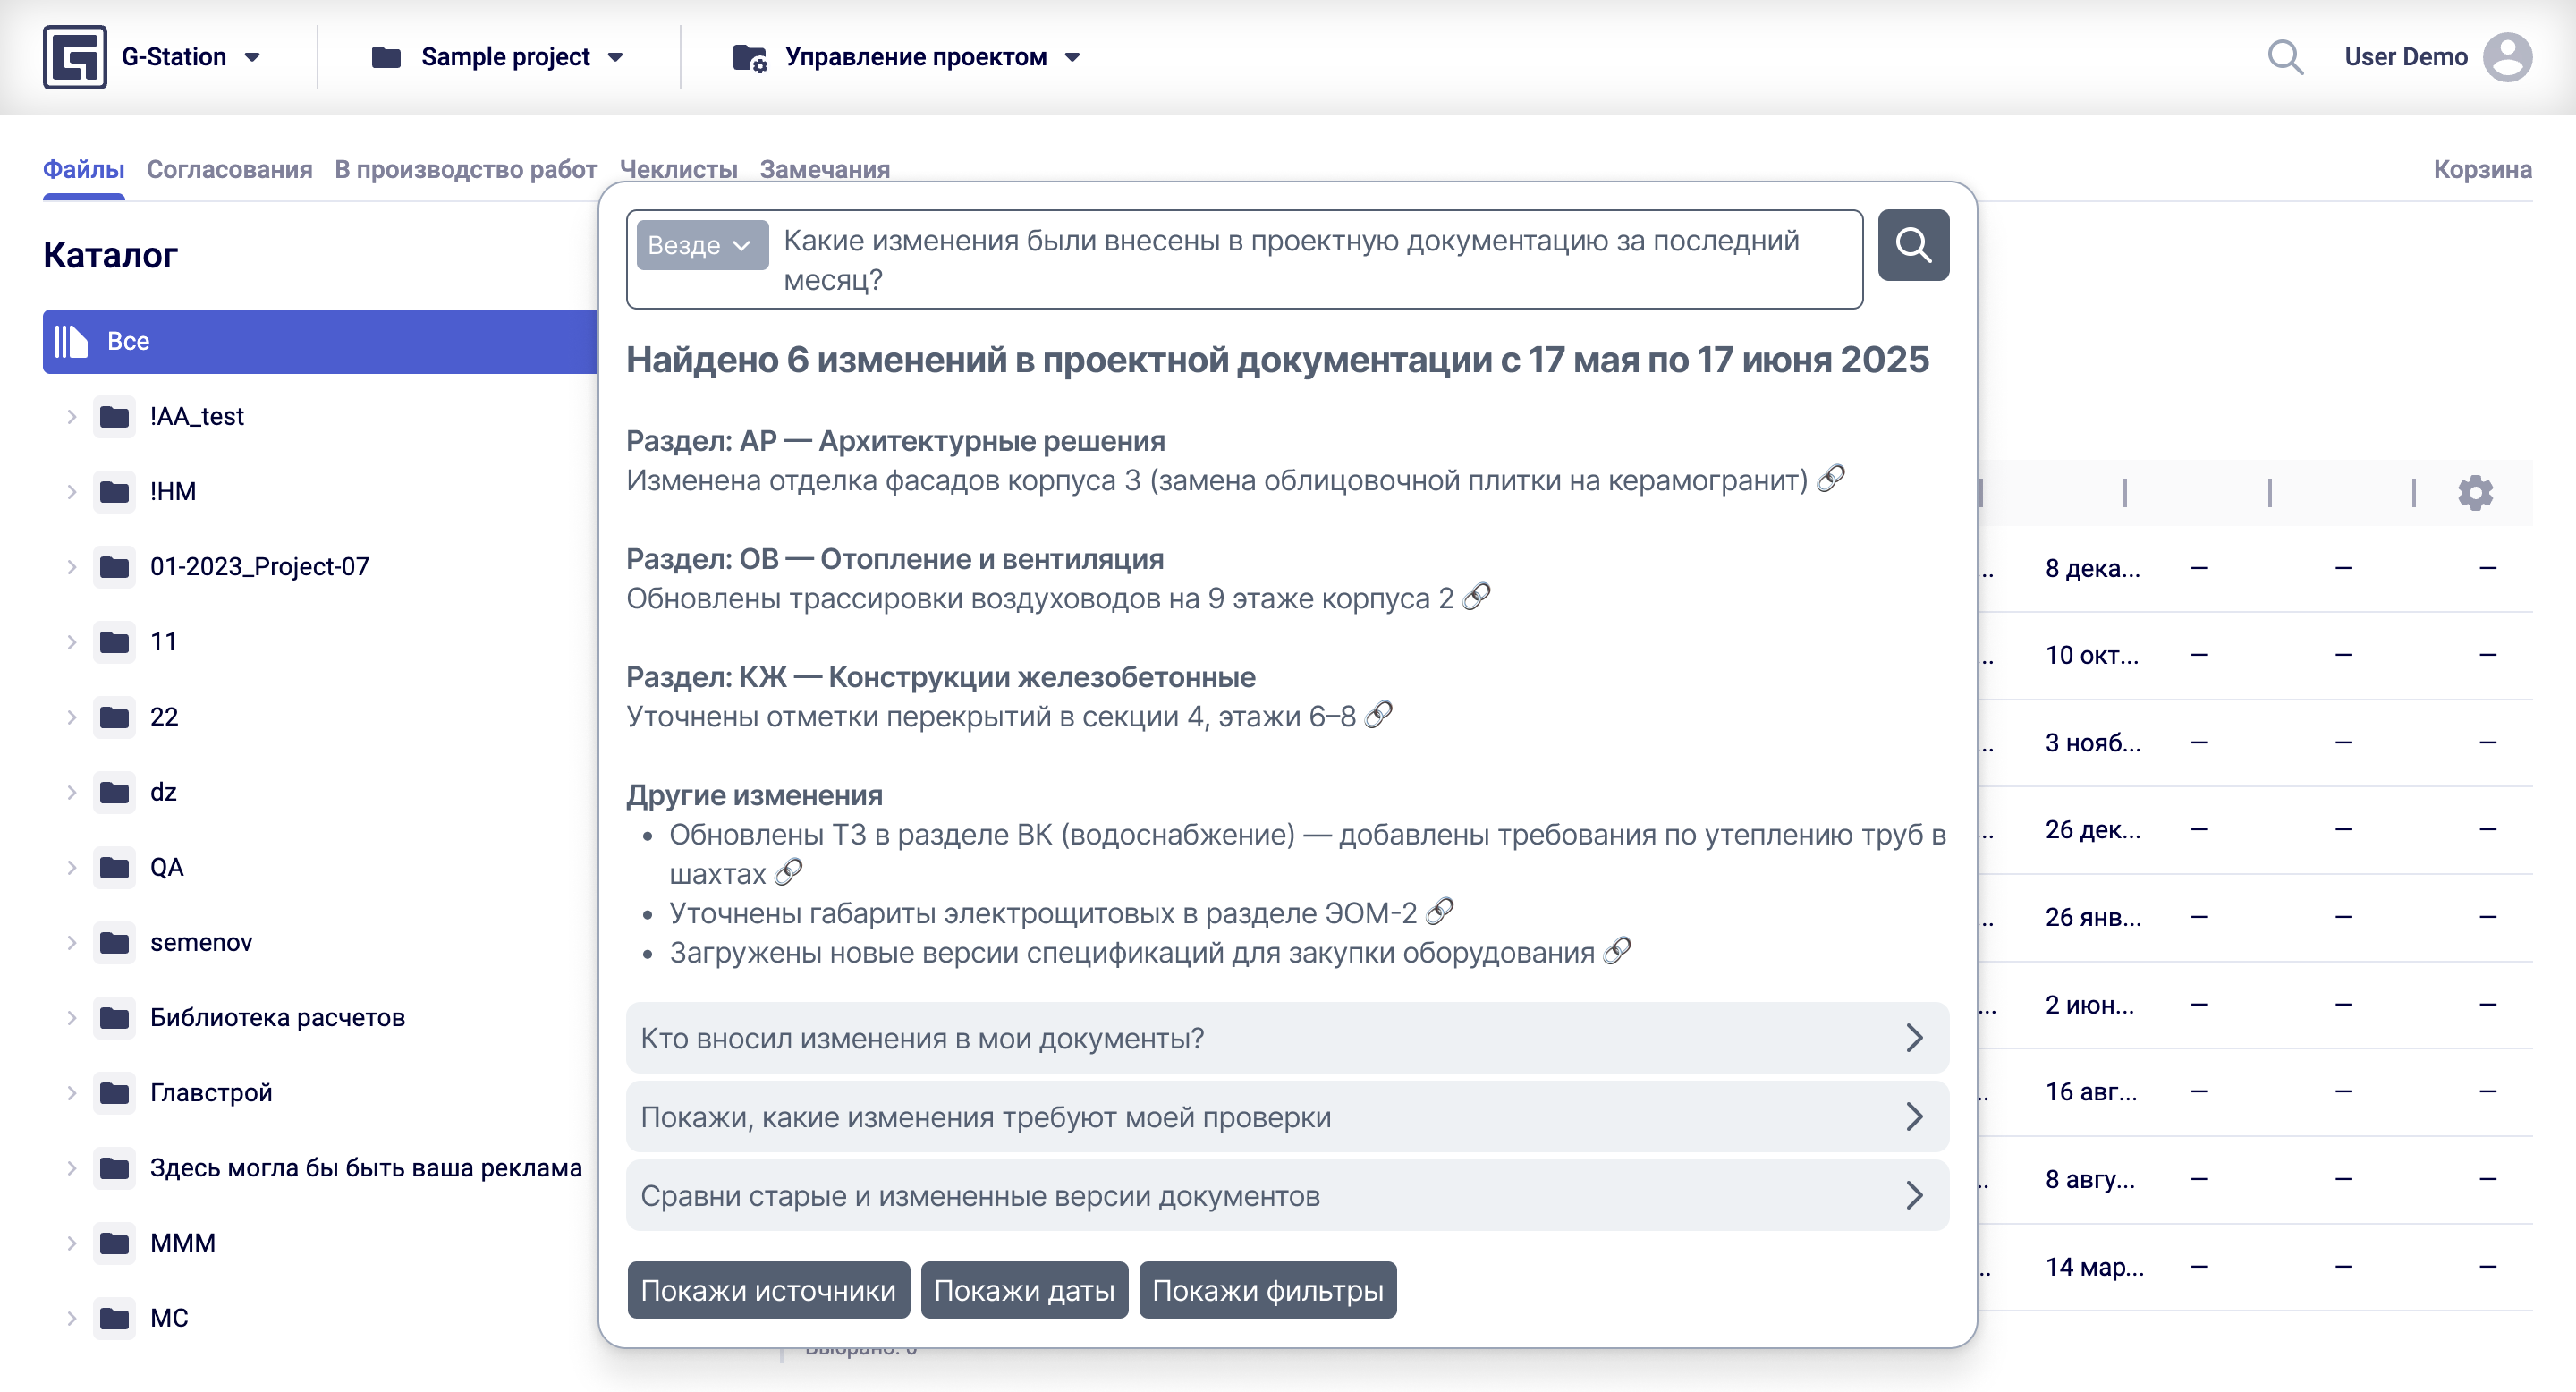 G-Station
Sample project
Управление проектом
User Demo
Файлы
Согласования
В производство работ
Чеклисты
Замечания
Корзина
Каталог
Все
!AA_test
!HM
01-2023_Project-07
11
22
dz
QA
semenov
Библиотека расчетов
Главстрой
Здесь могла бы быть ваша реклама
МММ
МС
Везде
Какие изменения были внесены в проектную документацию за последний
месяц?
Найдено 6 изменений в проектной документации с 17 мая по 17 июня 2025
Раздел: АР — Архитектурные решения
Изменена отделка фасадов корпуса 3 (замена облицовочной плитки на керамогранит)
Раздел: ОВ — Отопление и вентиляция
Обновлены трассировки воздуховодов на 9 этаже корпуса 2
Раздел: КЖ — Конструкции железобетонные
Уточнены отметки перекрытий в секции 4, этажи 6–8
Другие изменения
• Обновлены ТЗ в разделе ВК (водоснабжение) — добавлены требования по утеплению труб в
шахтах
• Уточнены габариты электрощитовых в разделе ЭОМ-2
• Загружены новые версии спецификаций для закупки оборудования
Кто вносил изменения в мои документы?
Покажи, какие изменения требуют моей проверки
Сравни старые и измененные версии документов
Покажи источники
Покажи даты
Покажи фильтры
... 8 дека... — — —
... 10 окт... — — —
... 3 нояб... — — —
... 26 дек... — — —
... 26 янв... — — —
... 2 июн... — — —
.. 16 авг... — — —
.. 8 авгу... — — —
.. 14 мар... — — —